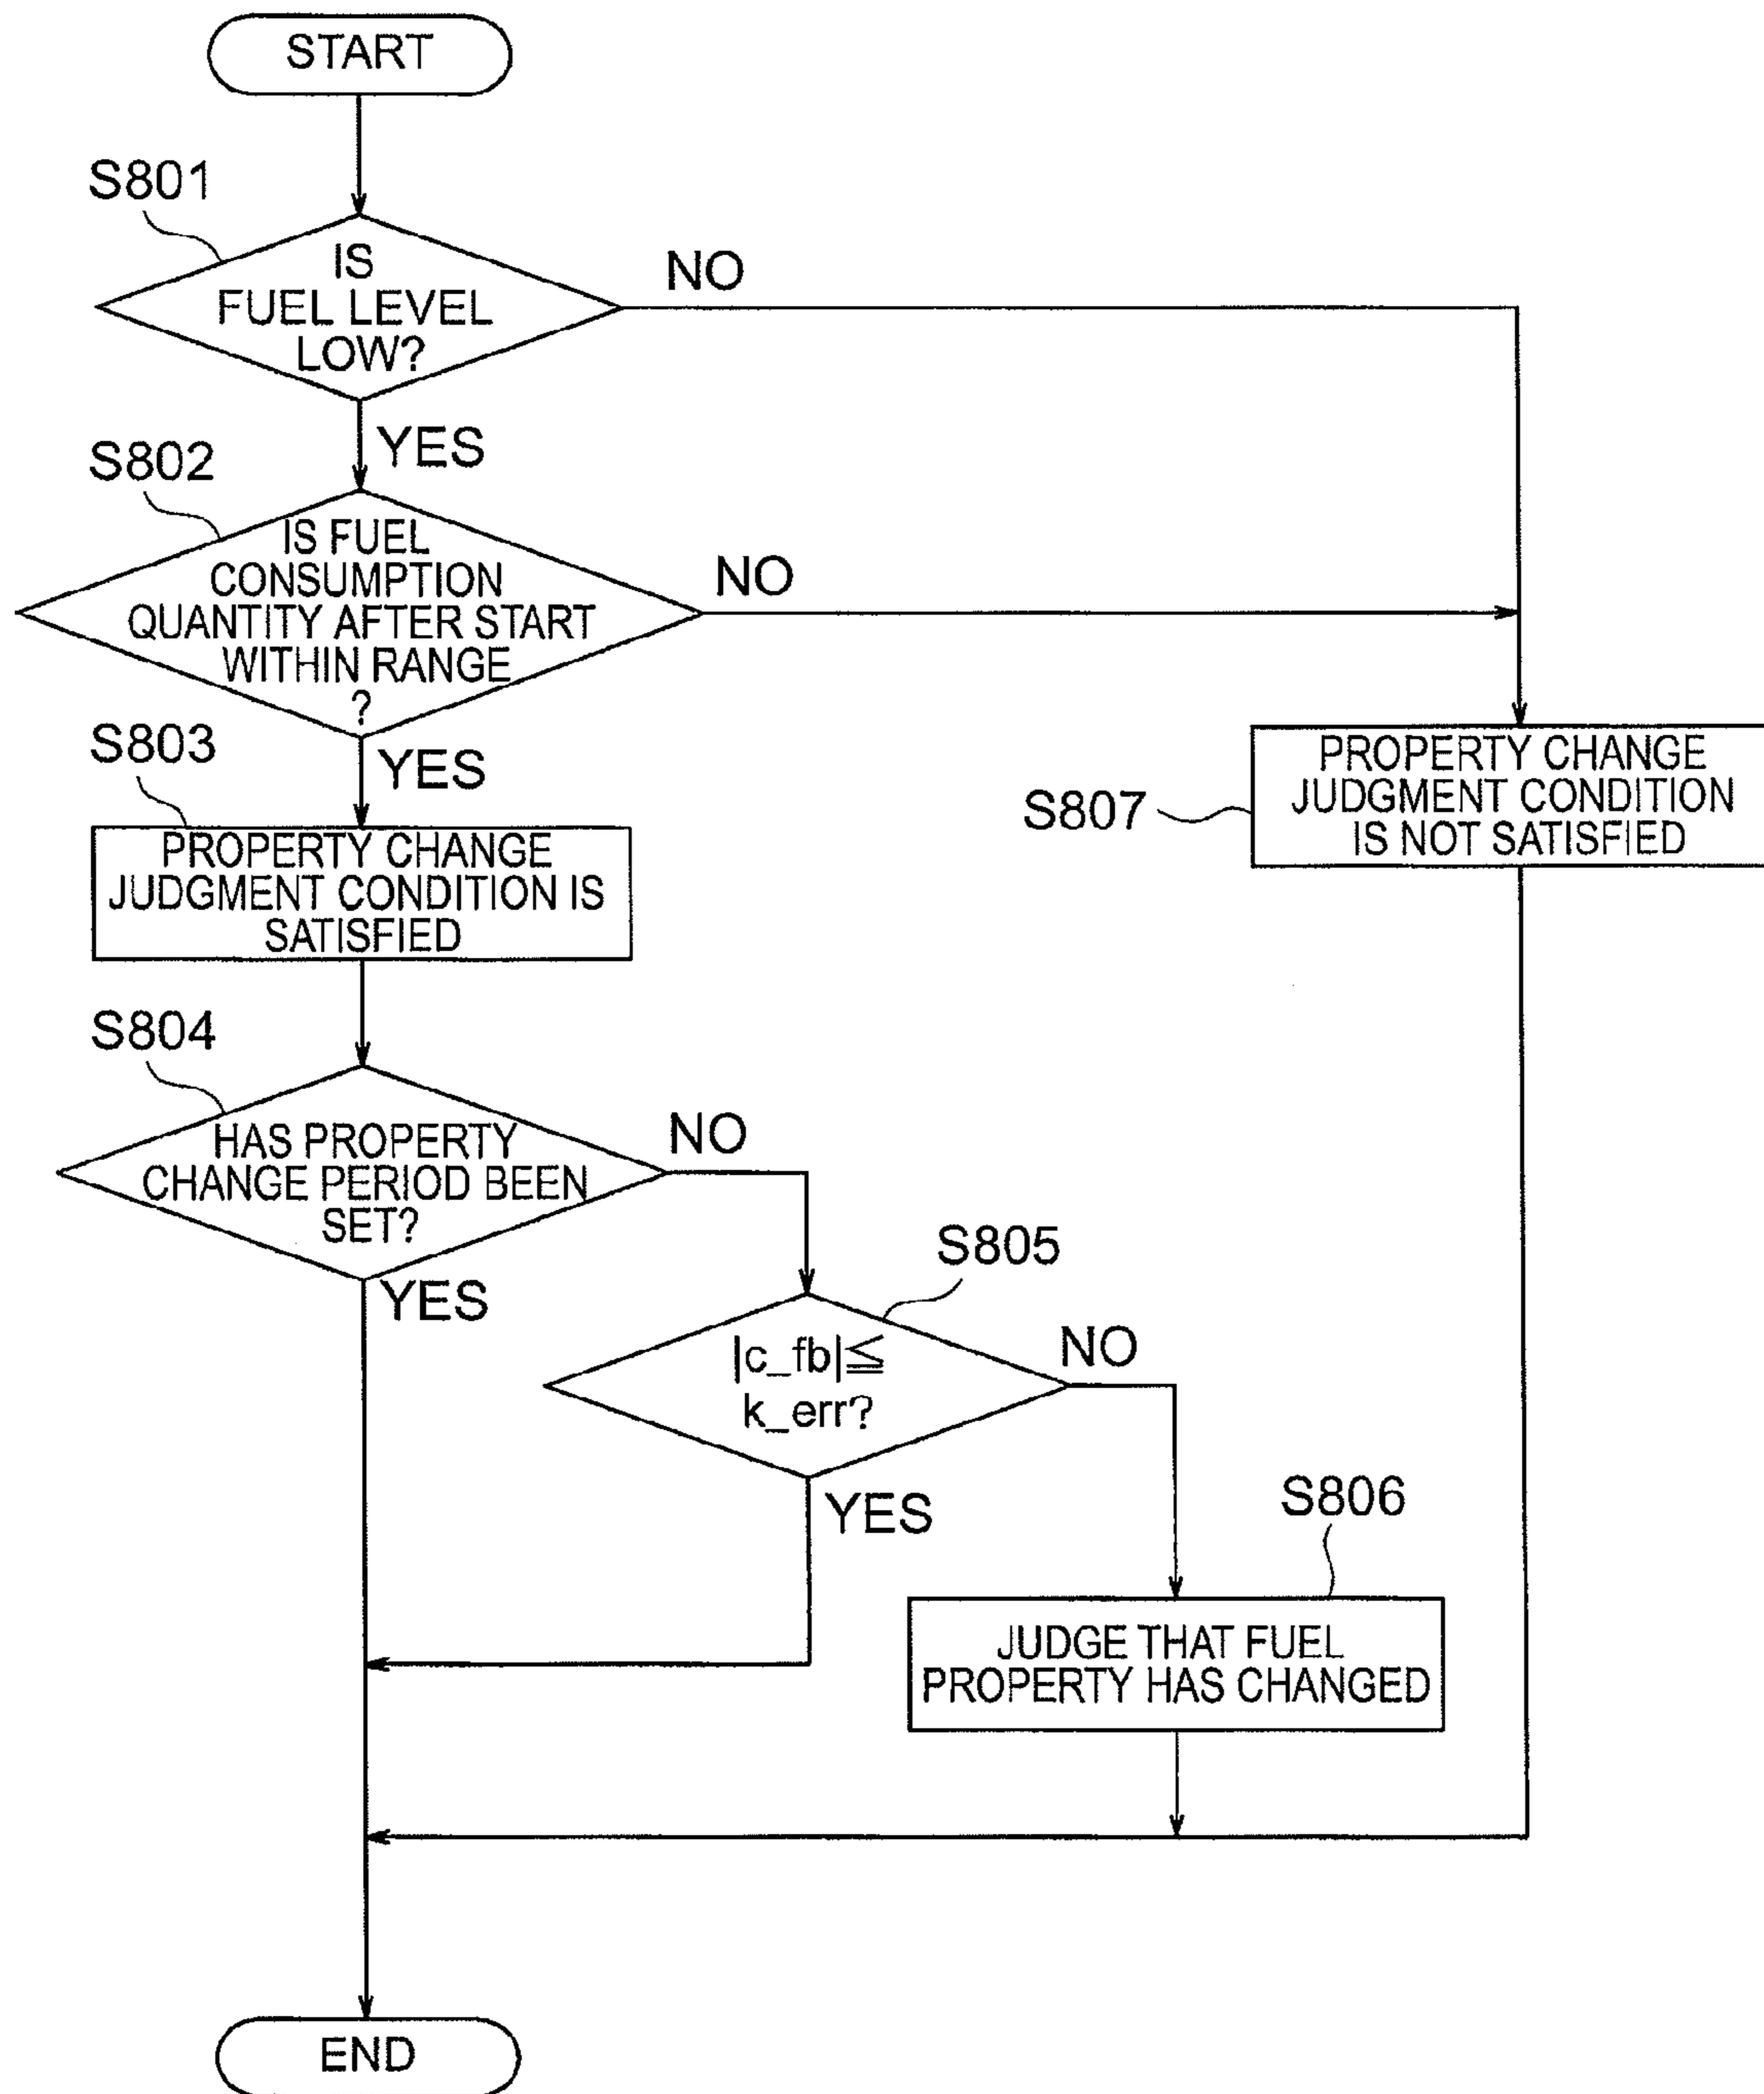 START
S801
IS
FUEL LEVEL
LOW?
NO
YES
S802
IS FUEL
CONSUMPTION
QUANTITY AFTER START
WITHIN RANGE
?
NO
YES
S803
PROPERTY CHANGE
JUDGMENT CONDITION IS
SATISFIED
S807
PROPERTY CHANGE
JUDGMENT CONDITION
IS NOT SATISFIED
S804
HAS PROPERTY
CHANGE PERIOD BEEN
SET?
NO
YES
S805
|c_fb|≦
k_err?
NO
YES
S806
JUDGE THAT FUEL
PROPERTY HAS CHANGED
END